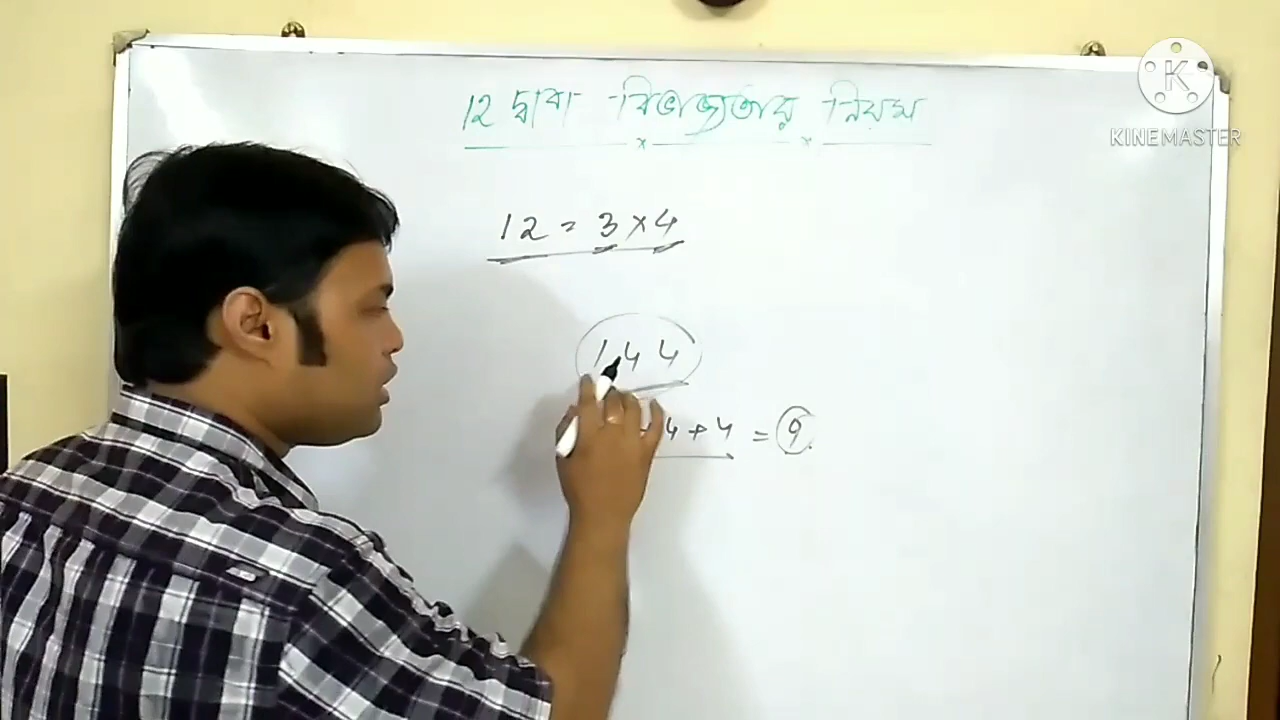 12 দ্বারা বিভাজ্যতার নিয়ম
KINEMASTER
12 = 3 × 4
144
4 + 4 = 9